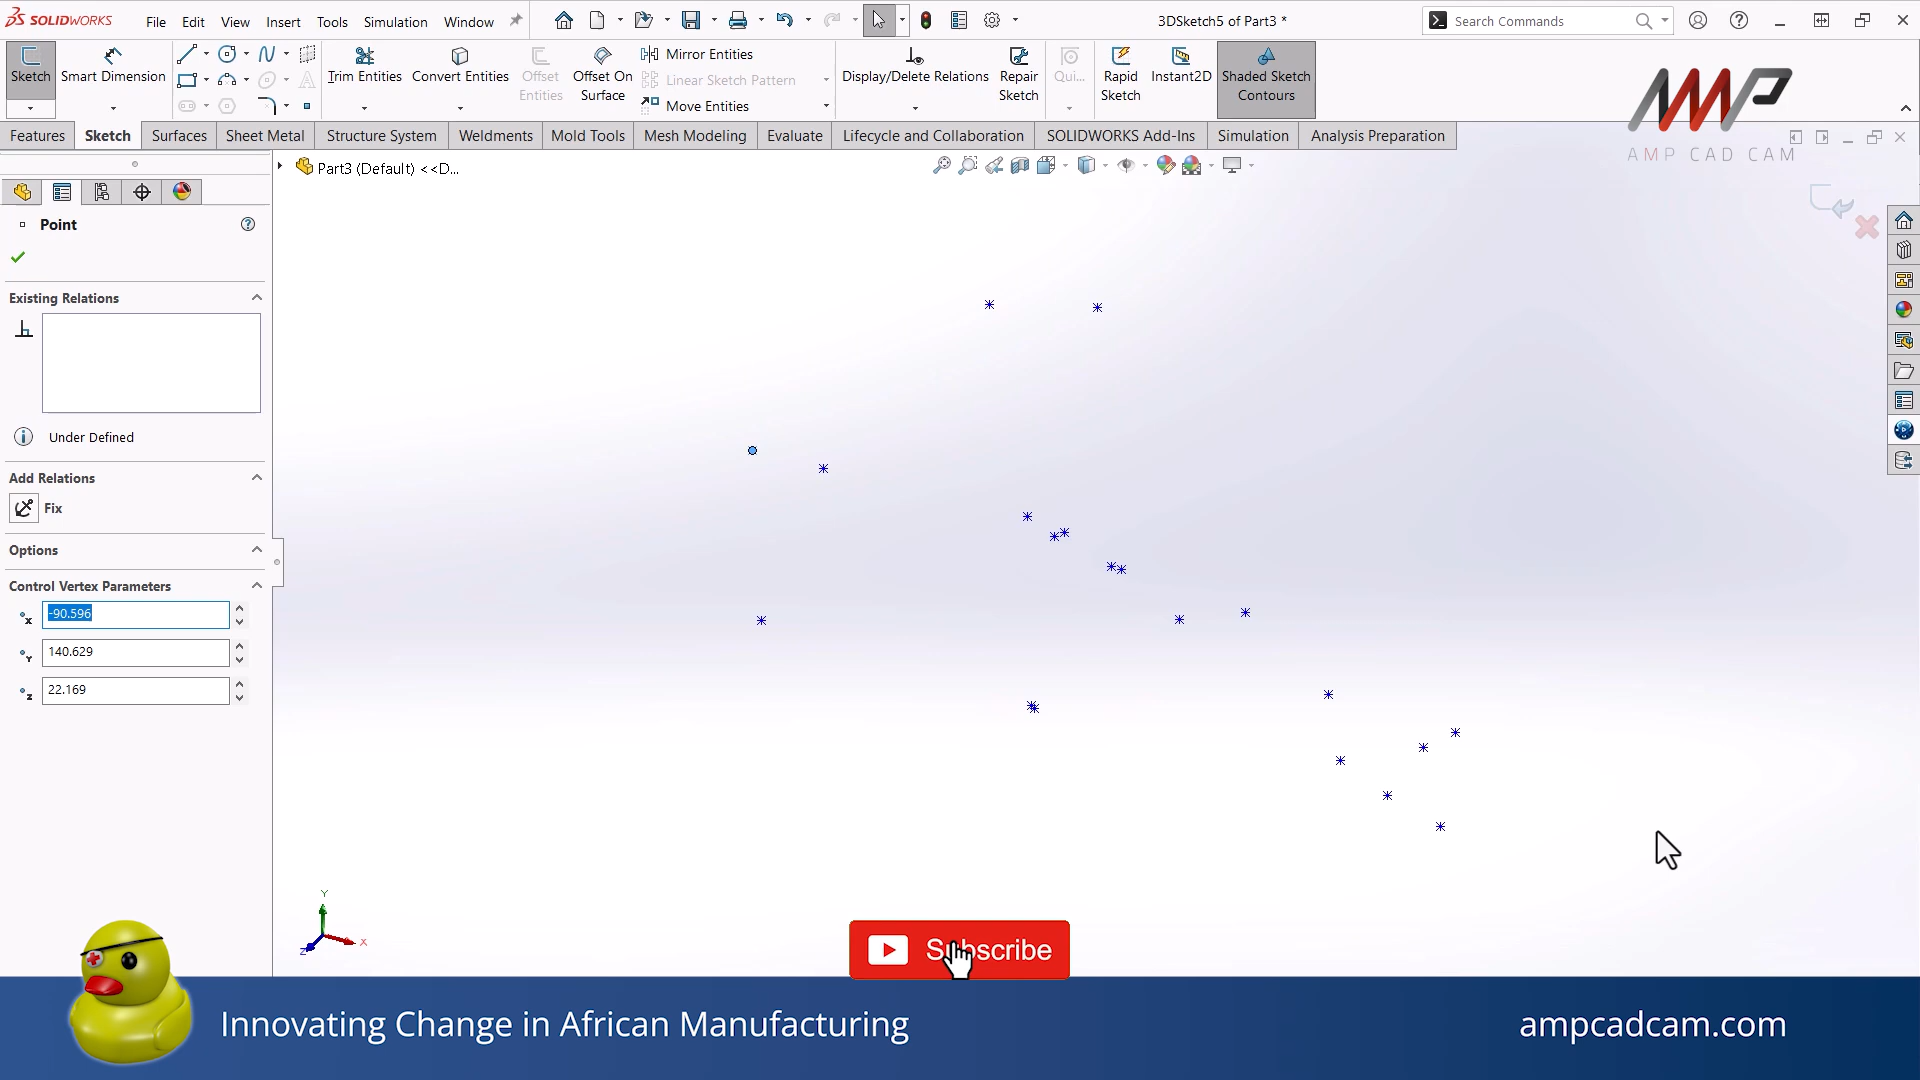 SOLIDWORKS File Edit View Insert Tools Simulation Window 3DSketch5 of Part3 * Search Commands
Sketch Smart Dimension Trim Entities Convert Entities Offset Entities Offset On Surface Mirror Entities Linear Sketch Pattern Move Entities Display/Delete Relations Repair Sketch Qui... Rapid Sketch Instant2D Shaded Sketch Contours
AMP
AMP CAD CAM
Features Sketch Surfaces Sheet Metal Structure System Weldments Mold Tools Mesh Modeling Evaluate Lifecycle and Collaboration SOLIDWORKS Add-Ins Simulation Analysis Preparation
Part3 (Default) <<D...
Point
Existing Relations
Under Defined
Add Relations
Fix
Options
Control Vertex Parameters
x -90.596
Y 140.629
z 22.169
Y
X
Z
Subscribe
Innovating Change in African Manufacturing
ampcadcam.com